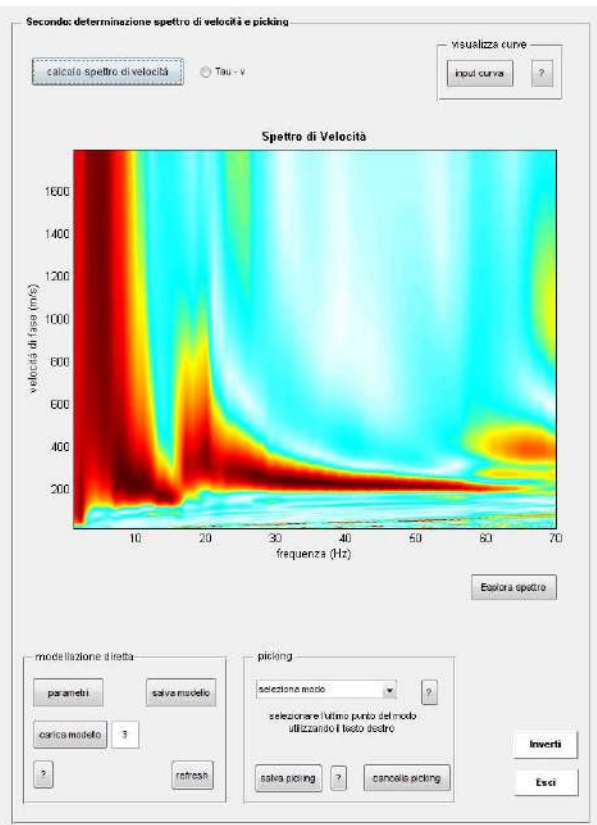 Secondo: determinazione spettro di velocità e picking
visualizza curve
calcolo spettro di velocità
Tau - v
input curva
?
Spettro di Velocità
1600
1400
1200
1000
800
600
400
200
velocità di fase (m/s)
10 20 30 40 50 60 70
frequenza (Hz)
Esplora spettro
modellazione diretta
parametri
salva modello
carica modello
3
?
refresh
picking
seleziona modo
?
selezionare l'ultimo punto del modo
utilizzando il tasto destro
salva picking
?
cancella picking
Inverti
Esci